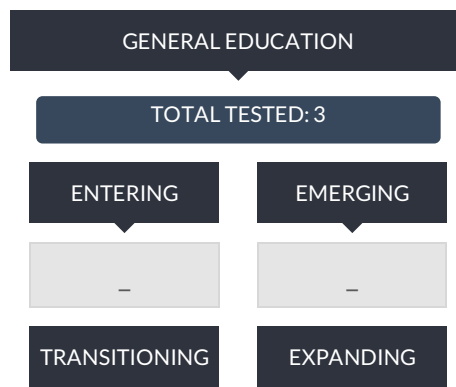 GENERAL EDUCATION
TOTAL TESTED: 3
ENTERING EMERGING
_ _
TRANSITIONING EXPANDING